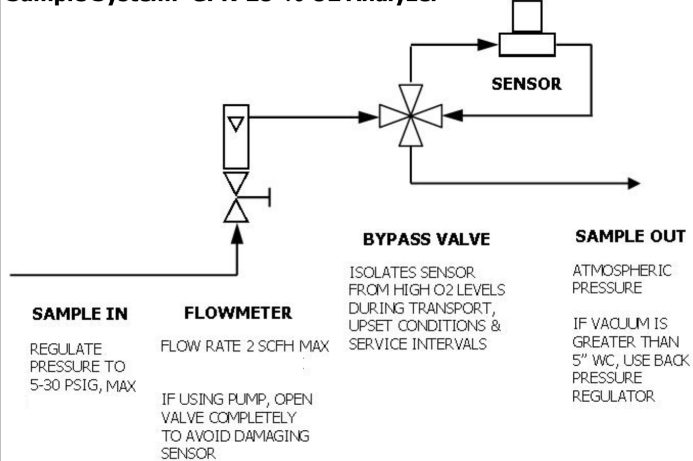 SENSOR
BYPASS VALVE
ISOLATES SENSOR
FROM HIGH O2 LEVELS
DURING TRANSPORT,
UPSET CONDITIONS &
SERVICE INTERVALS
SAMPLE OUT
ATMOSPHERIC
PRESSURE
IF VACUUM IS
GREATER THAN
5" WC, USE BACK
PRESSURE
REGULATOR
SAMPLE IN
REGULATE
PRESSURE TO
5-30 PSIG, MAX
FLOWMETER
FLOW RATE 2 SCFH MAX
IF USING PUMP, OPEN
VALVE COMPLETELY
TO AVOID DAMAGING
SENSOR